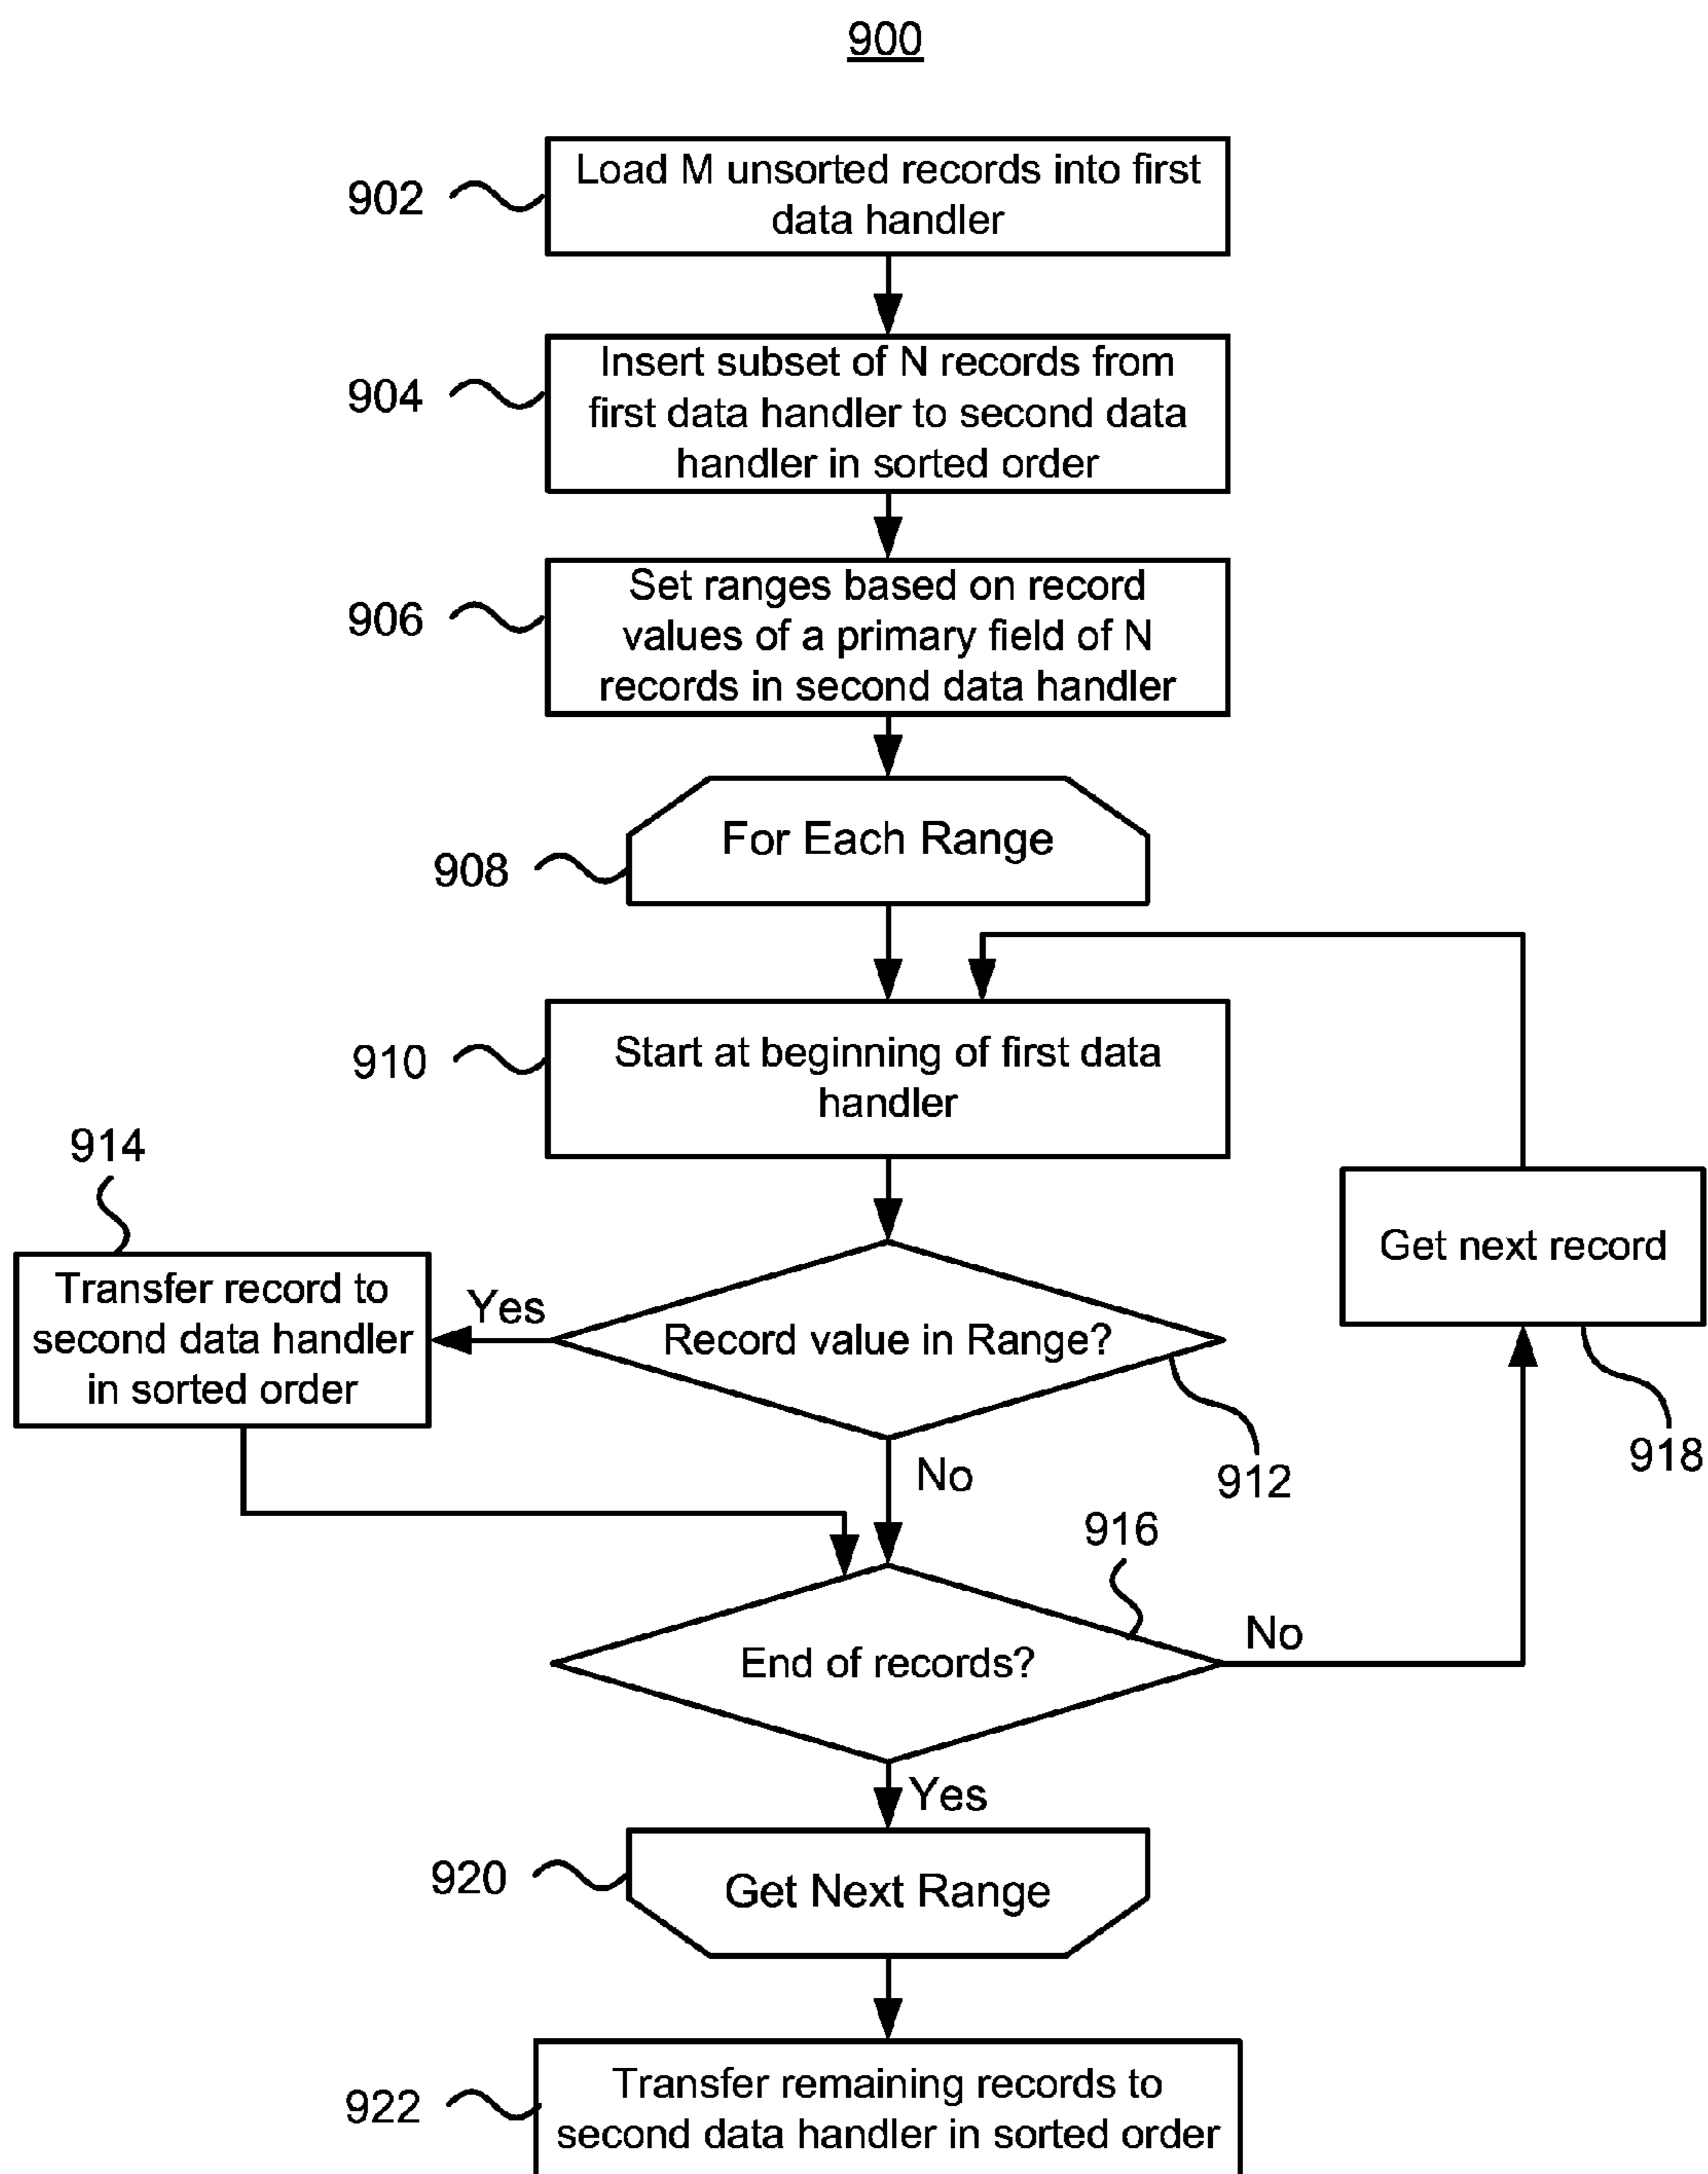 900
902
Load M unsorted records into first
data handler
904
Insert subset of N records from
first data handler to second data
handler in sorted order
906
Set ranges based on record
values of a primary field of N
records in second data handler
908
For Each Range
910
Start at beginning of first data
handler
914
Transfer record to
second data handler
in sorted order
Yes
Record value in Range?
912
No
Get next record
918
916
End of records?
No
Yes
920
Get Next Range
922
Transfer remaining records to
second data handler in sorted order